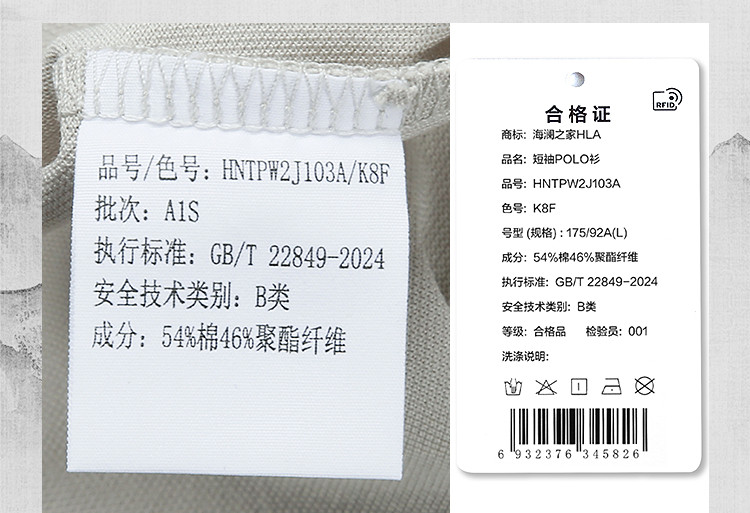 品号/色号: HNTPW2J103A/K8F
批次: A1S
执行标准: GB/T 22849-2024
安全技术类别: B类
成分: 54%棉46%聚酯纤维
RFID
合格证
商标: 海澜之家HLA
品名: 短袖POLO衫
品号: HNTPW2J103A
色号: K8F
号型 (规格) : 175/92A(L)
成分: 54%棉46%聚酯纤维
执行标准: GB/T 22849-2024
安全技术类别: B类
等级: 合格品 检验员: 001
洗涤说明:
6 932376 345826